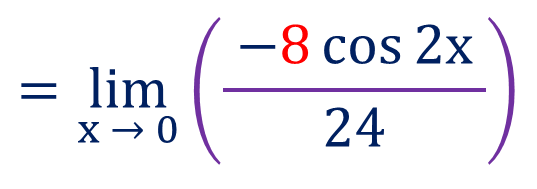 = lim x → 0 ( −8 cos 2x / 24 )